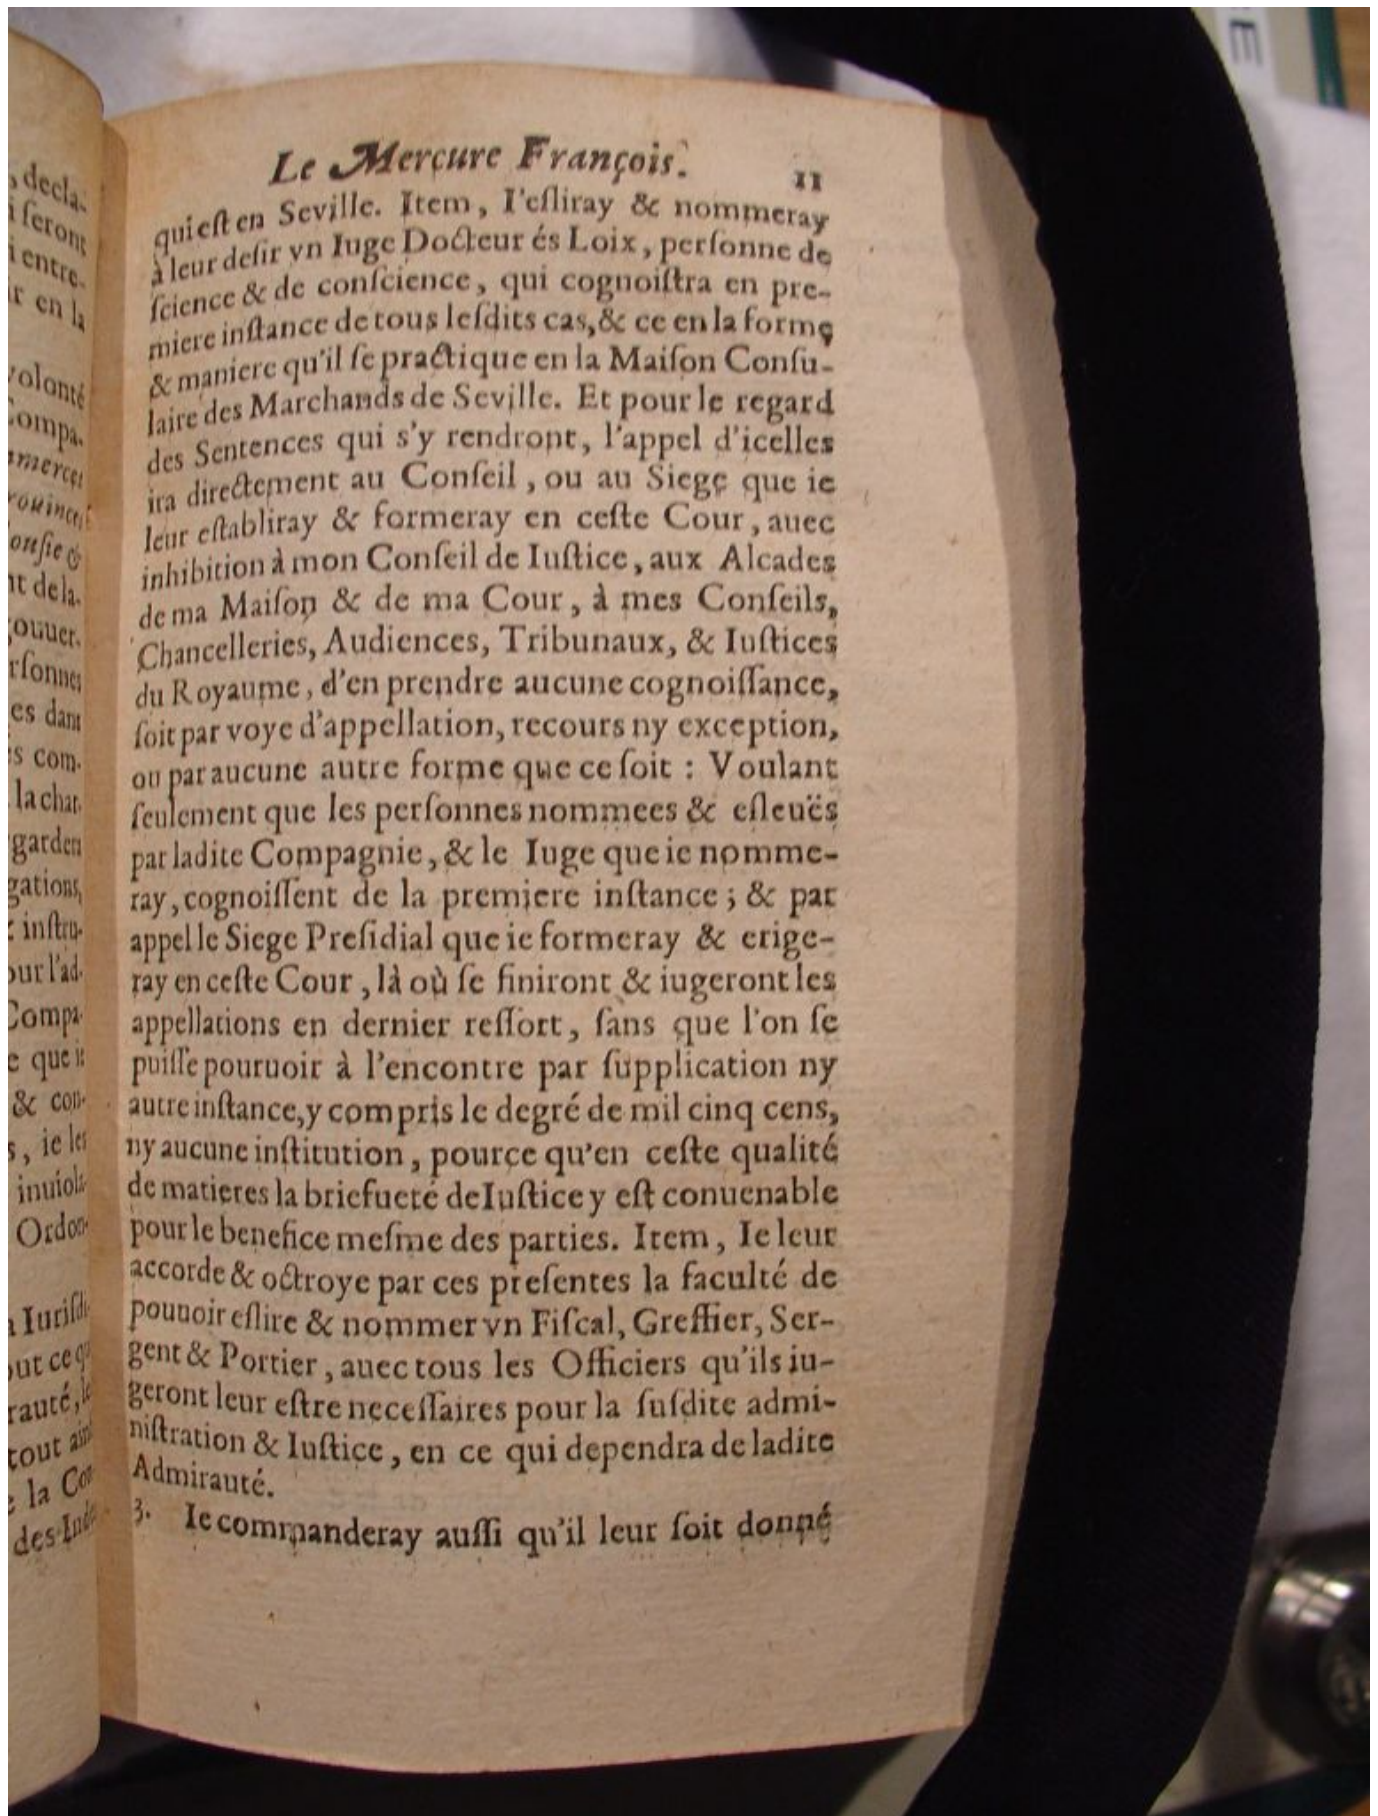 Le Mercure François. 11
qui est en Seville. Item, I'esliray & nommeray
à leur desir vn Iuge Docteur és Loix, personne de
science & de conscience, qui cognoistra en pre-
miere instance de tous lesdits cas, & ce en la forme
& maniere qu'il se practique en la Maison Consu-
laire des Marchands de Seville. Et pour le regard
des Sentences qui s'y rendront, l'appel d'icelles
ira directement au Conseil, ou au Siege que ie
leur establiray & formeray en ceste Cour, auec
inhibition à mon Conseil de Iustice, aux Alcades
de ma Maison & de ma Cour, à mes Conseils,
Chancelleries, Audiences, Tribunaux, & Iustices
du Royaume, d'en prendre aucune cognoissance,
soit par voye d'appellation, recours ny exception,
ou par aucune autre forme que ce soit : Voulant
seulement que les personnes nommees & esleuës
par ladite Compagnie, & le Iuge que ie nomme-
ray, cognoissent de la premiere instance ; & par
appel le Siege Presidial que ie formeray & erige-
ray en ceste Cour, là où se finiront & iugeront les
appellations en dernier ressort, sans que l'on se
puisse pouruoir à l'encontre par supplication ny
autre instance, y compris le degré de mil cinq cens,
ny aucune institution, pource qu'en ceste qualité
de matieres la briefueté de Iustice y est conuenable
pour le benefice mesme des parties. Item, Ie leur
accorde & octroye par ces presentes la faculté de
pouuoir eslire & nommer vn Fiscal, Greffier, Ser-
gent & Portier, auec tous les Officiers qu'ils iu-
geront leur estre necessaires pour la susdite admi-
nistration & Iustice, en ce qui dependra de ladite
Admirauté.
3. Ie commanderay aussi qu'il leur soit donné